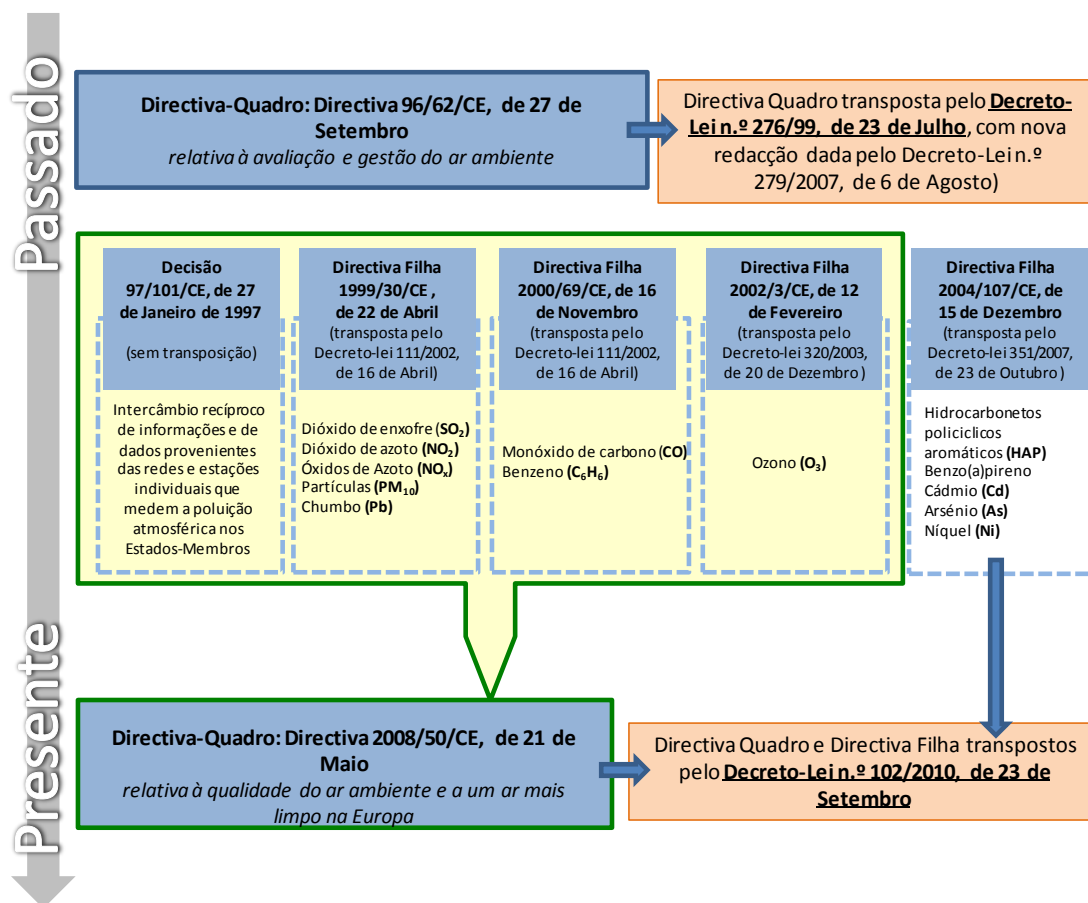 Passado
Directiva-Quadro: Directiva 96/62/CE, de 27 de
Setembro
relativa à avaliação e gestão do ar ambiente
Directiva Quadro transposta pelo Decreto-
Lei n.º 276/99, de 23 de Julho, com nova
redacção dada pelo Decreto-Lei n.º
279/2007, de 6 de Agosto)
Decisão
97/101/CE, de 27
de Janeiro de 1997
(sem transposição)
Intercâmbio recíproco
de informações e de
dados provenientes
das redes e estações
individuais que
medem a poluição
atmosférica nos
Estados-Membros
Directiva Filha
1999/30/CE ,
de 22 de Abril
(transposta pelo
Decreto-lei 111/2002,
de 16 de Abril)
Dióxido de enxofre (SO₂)
Dióxido de azoto (NO₂)
Óxidos de Azoto (NOₓ)
Partículas (PM₁₀)
Chumbo (Pb)
Directiva Filha
2000/69/CE, de 16
de Novembro
(transposta pelo
Decreto-lei 111/2002,
de 16 de Abril)
Monóxido de carbono (CO)
Benzeno (C₆H₆)
Directiva Filha
2002/3/CE, de 12
de Fevereiro
(transposta pelo
Decreto-lei 320/2003,
de 20 de Dezembro )
Ozono (O₃)
Directiva Filha
2004/107/CE, de
15 de Dezembro
(transposta pelo
Decreto-lei 351/2007,
de 23 de Outubro )
Hidrocarbonetos
policiclicos
aromáticos (HAP)
Benzo(a)pireno
Cádmio (Cd)
Arsénio (As)
Níquel (Ni)
Presente
Directiva-Quadro: Directiva 2008/50/CE, de 21 de
Maio
relativa à qualidade do ar ambiente e a um ar mais
limpo na Europa
Directiva Quadro e Directiva Filha transpostos
pelo Decreto-Lei n.º 102/2010, de 23 de
Setembro